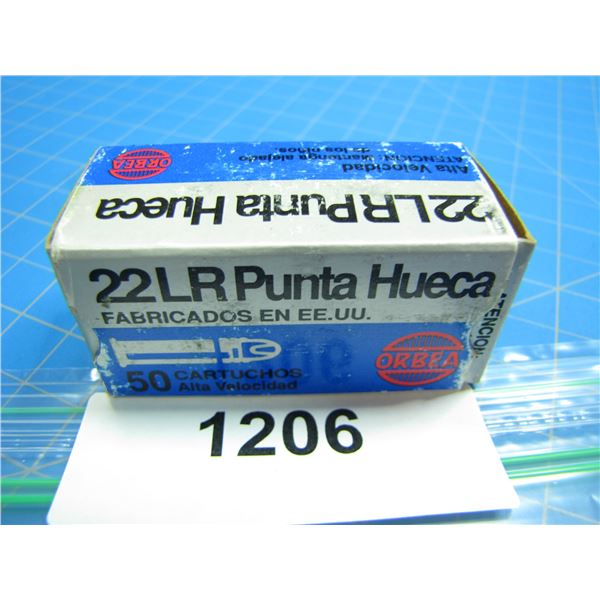 Alta Velocidad
ATENCION: Mantenga alejado
de los niños.
ORBEA
22LR Punta Hueca
22LR Punta Hueca
FABRICADOS EN EE.UU.
50 CARTUCHOS
Alta Velocidad
ORBEA
ATENCION
1206